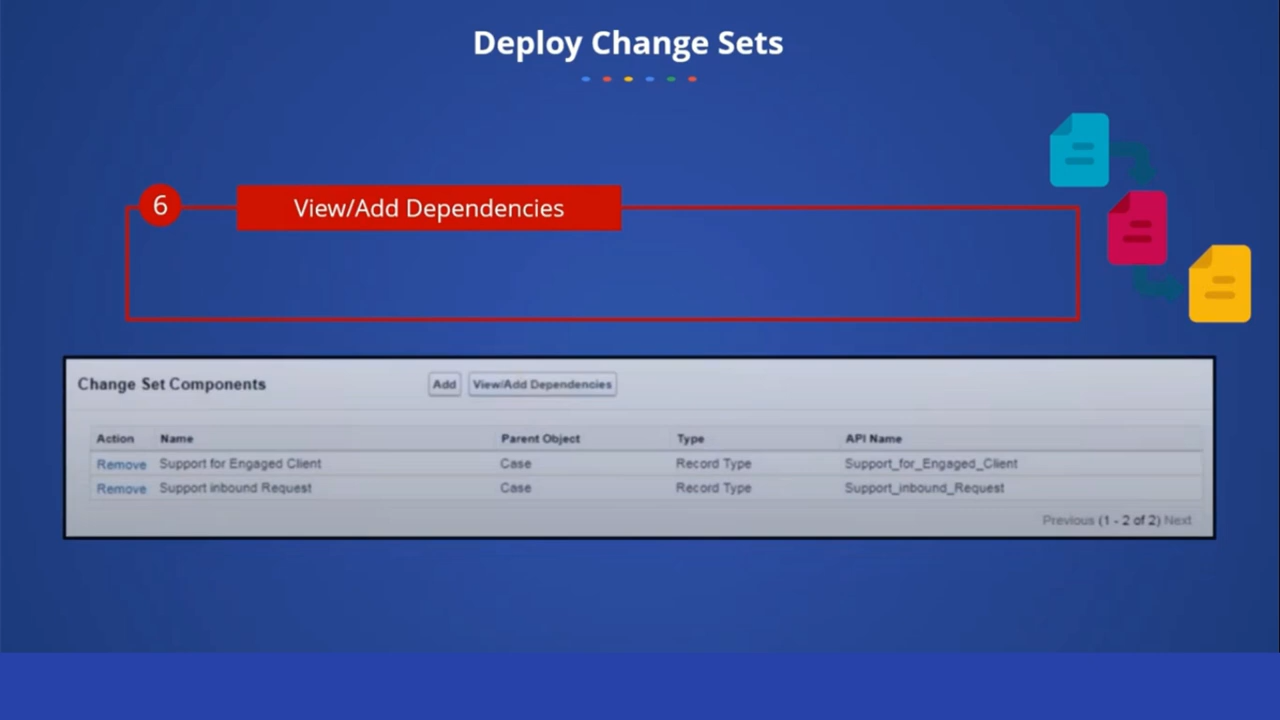 Deploy Change Sets
6 View/Add Dependencies
Change Set Components Add View/Add Dependencies
Action Name Parent Object Type API Name
Remove Support for Engaged Client Case Record Type Support_for_Engaged_Client
Remove Support inbound Request Case Record Type Support_inbound_Request
Previous (1 - 2 of 2) Next